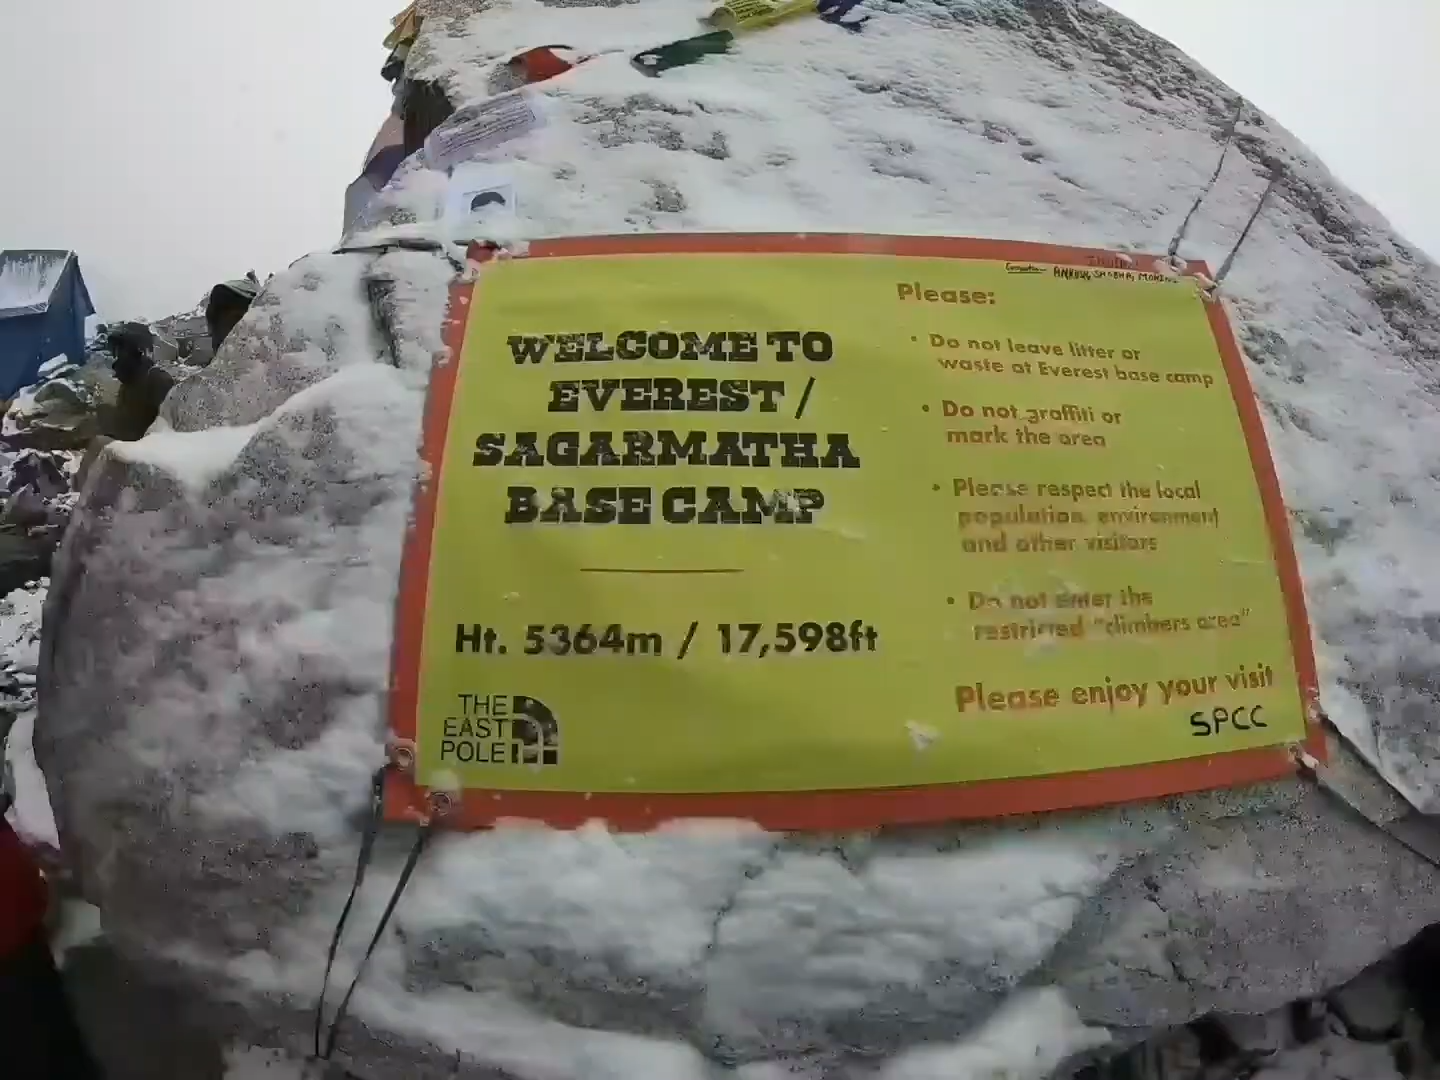 WELCOME TO
EVEREST /
SAGARMATHA
BASE CAMP
Ht. 5364m / 17,598ft
THE
EAST
POLE
Please:
• Do not leave litter or
waste at Everest base camp
• Do not graffiti or
mark the area
• Please respect the local
population, environment
and other visitors
• Do not enter the
restricted "climbers area"
Please enjoy your visit
SPCC